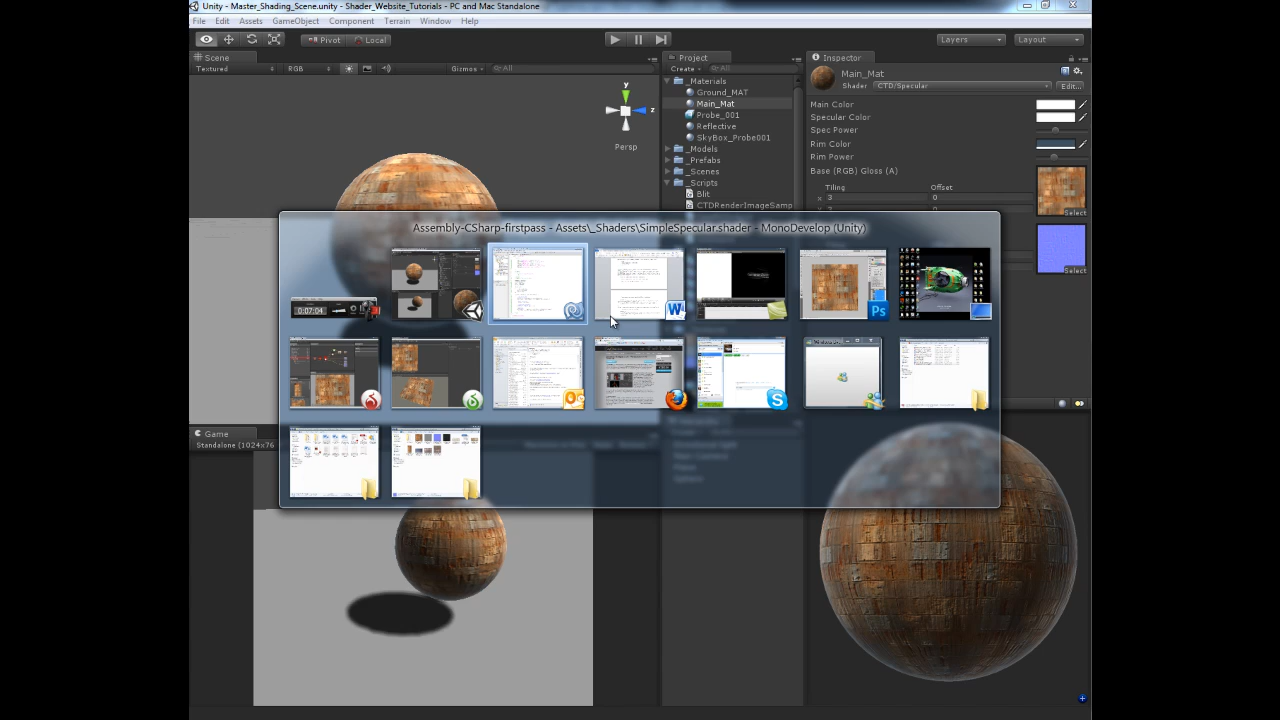 Unity - Master_Shading_Scene.unity - Shader_Website_Tutorials - PC and Mac Standalone
File Edit Assets GameObject Component Terrain Window Help
Pivot Local Layers Layout
Scene Project Inspector
Textured RGB Gizmos All Create All
Main_Mat
Shader CTD/Specular Edit...
_Materials
Ground_MAT
Main_Mat
Probe_001
Reflective
SkyBox_Probe001
_Models
_Prefabs
_Scenes
_Scripts
Blit
CTDRenderImageSamp
y
z
Persp
Main Color
Specular Color
Spec Power
Rim Color
Rim Power
Base (RGB) Gloss (A)
Tiling Offset
3 0
Select
Select
Assembly-CSharp-firstpass - Assets\_Shaders\SimpleSpecular.shader - MonoDevelop (Unity)
0:07:04
W
Ps
S
Game
Standalone (1024x76